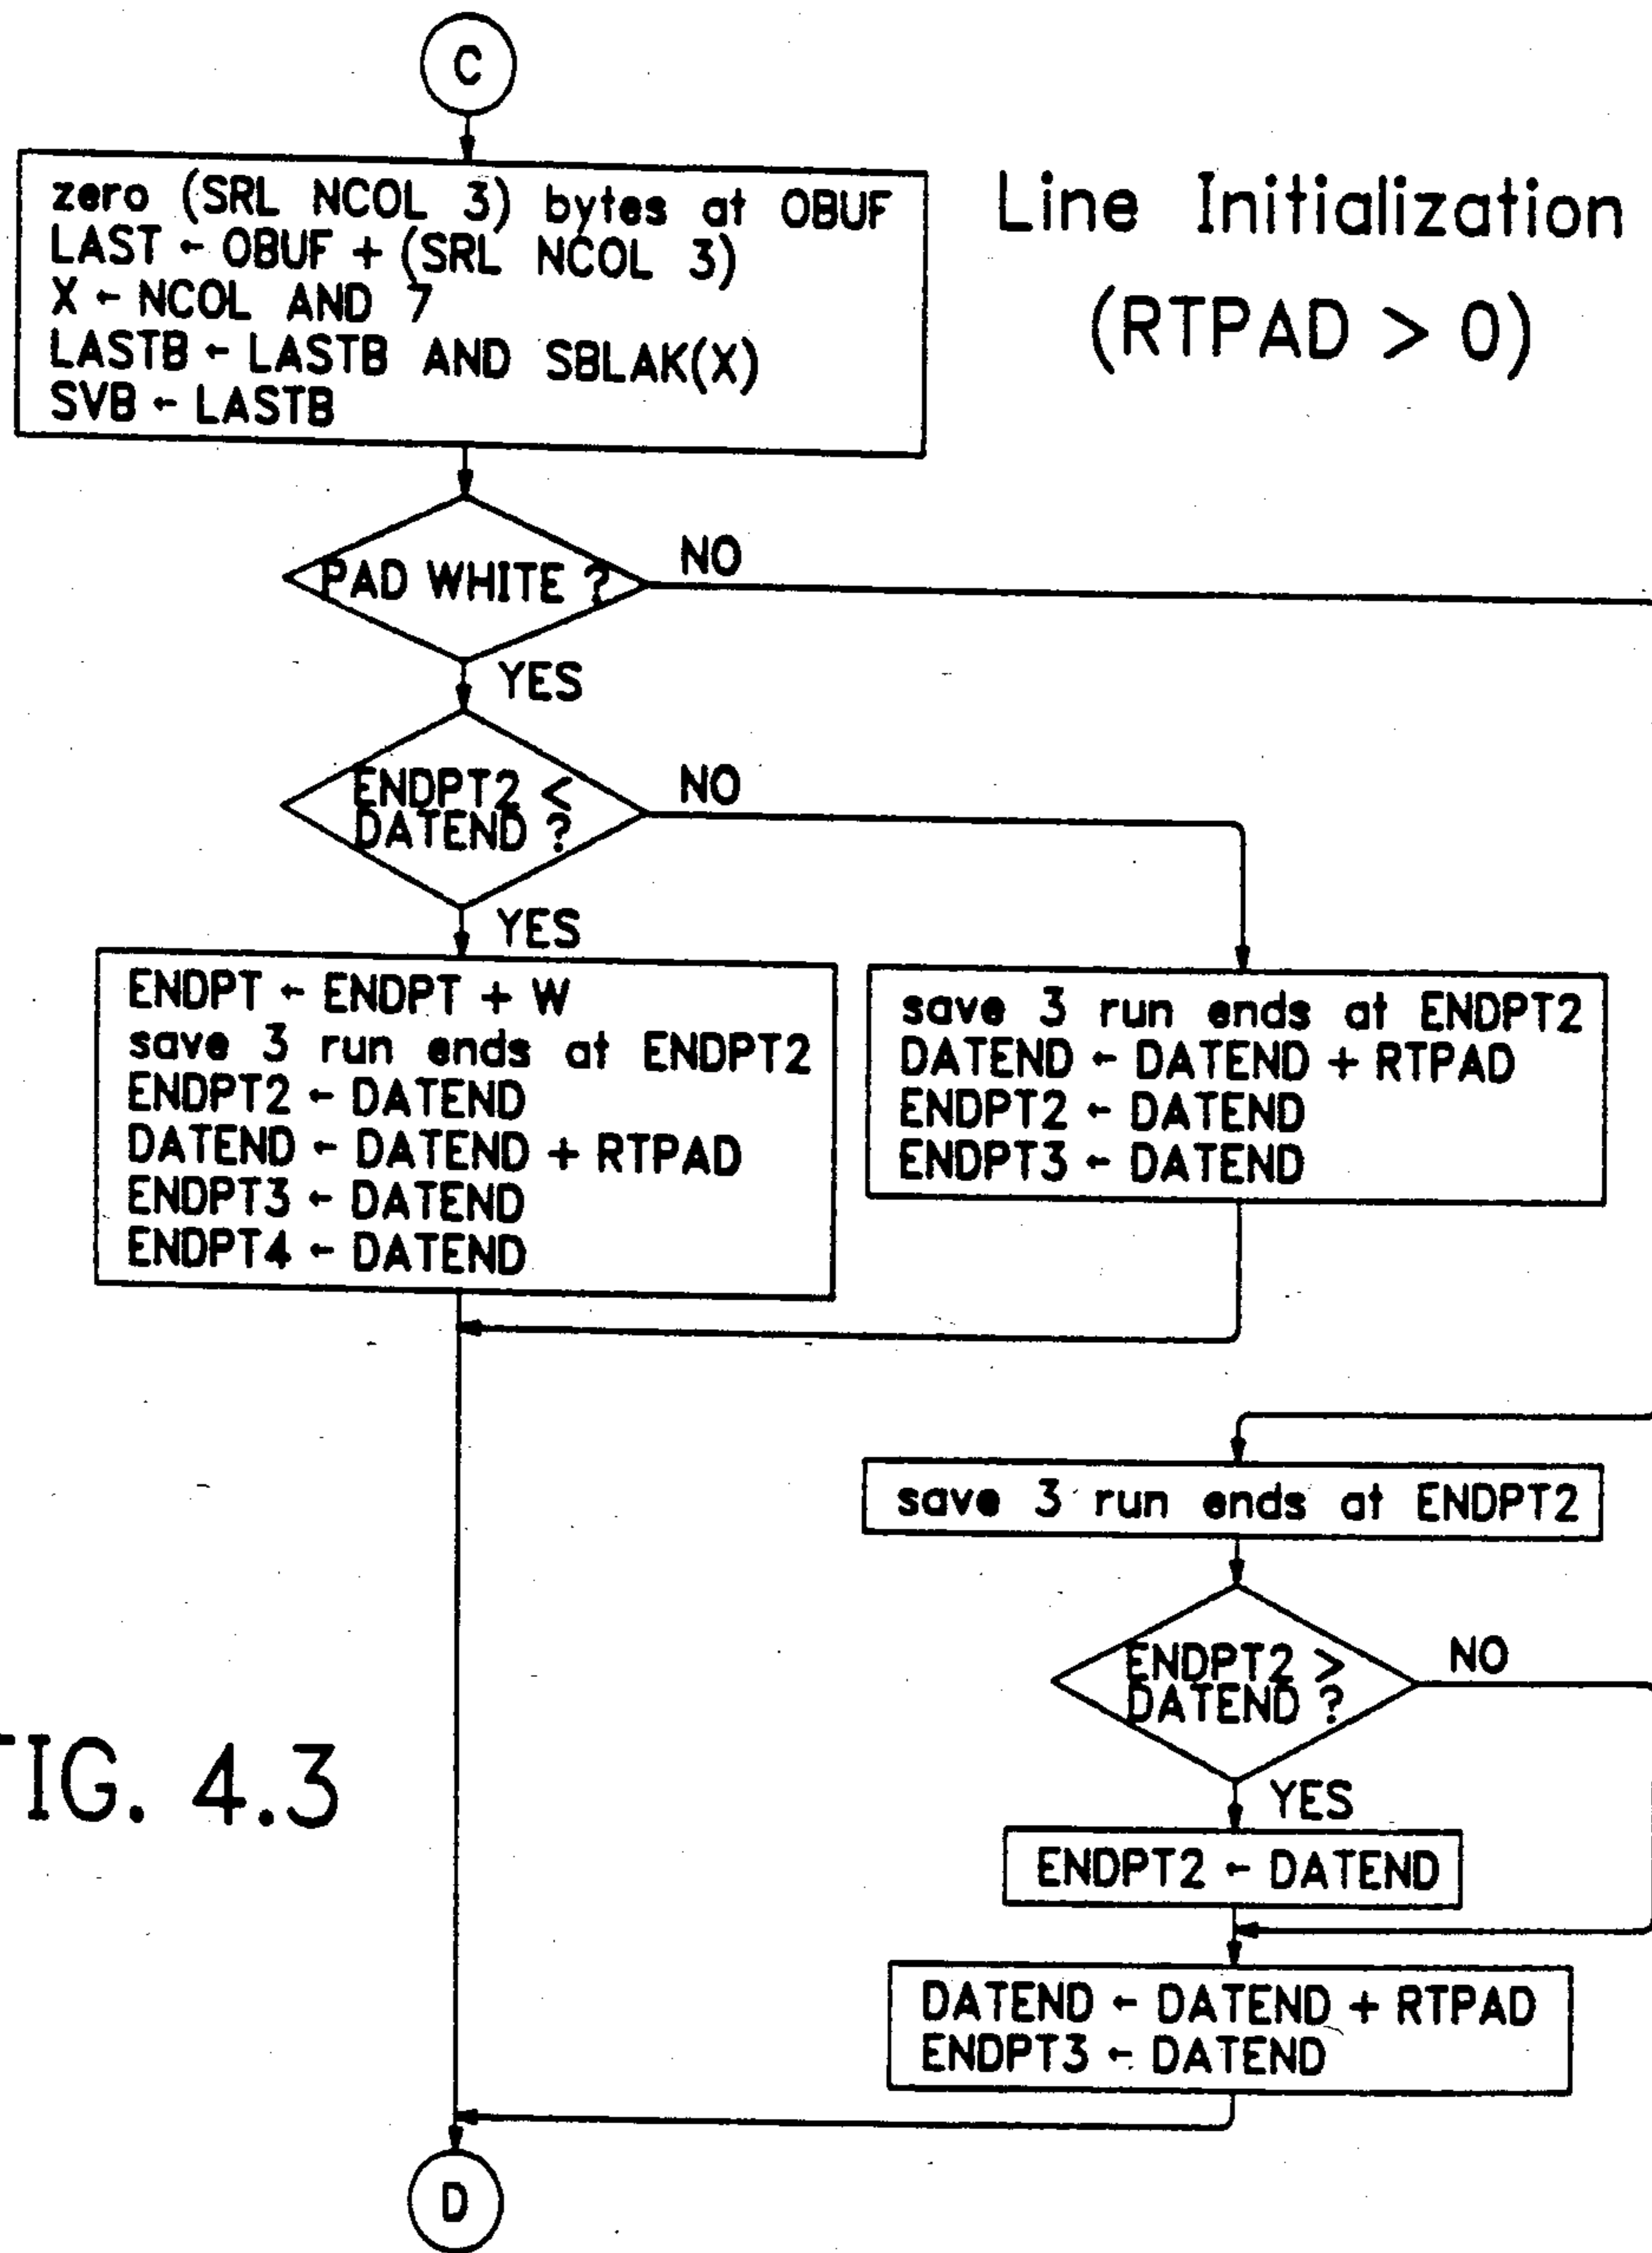 C
Line Initialization
(RTPAD > 0)
zero (SRL NCOL 3) bytes at OBUF
LAST ← OBUF + (SRL NCOL 3)
X ← NCOL AND 7
LASTB ← LASTB AND SBLAK(X)
SVB ← LASTB
PAD WHITE ?
NO
YES
ENDPT2 <
DATEND ?
NO
YES
ENDPT ← ENDPT + W
save 3 run ends at ENDPT2
ENDPT2 ← DATEND
DATEND ← DATEND + RTPAD
ENDPT3 ← DATEND
ENDPT4 ← DATEND
save 3 run ends at ENDPT2
DATEND ← DATEND + RTPAD
ENDPT2 ← DATEND
ENDPT3 ← DATEND
save 3 run ends at ENDPT2
ENDPT2 >
DATEND ?
NO
YES
ENDPT2 ← DATEND
DATEND ← DATEND + RTPAD
ENDPT3 ← DATEND
FIG. 4.3
D